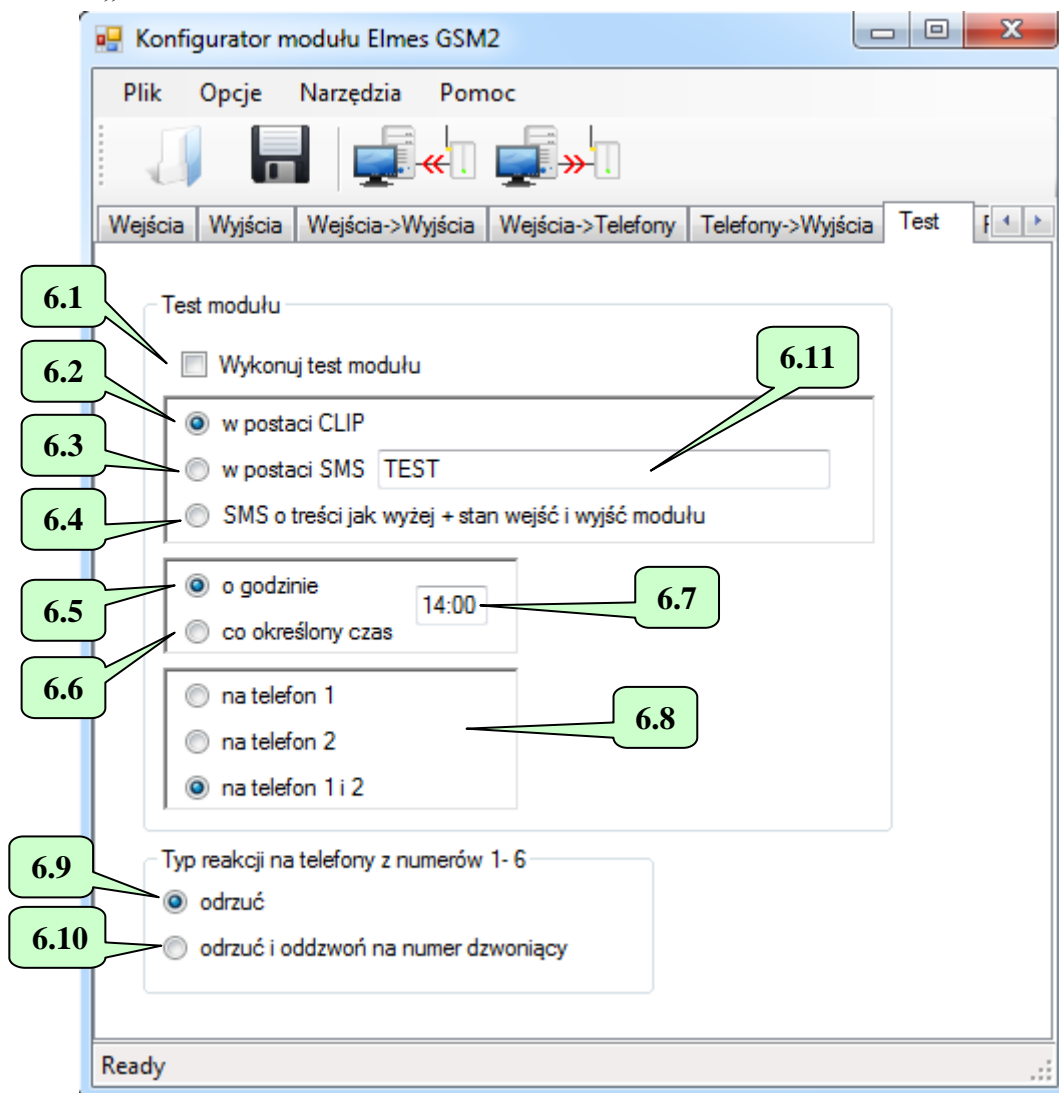 Konfigurator modułu Elmes GSM2
Plik Opcje Narzędzia Pomoc
Wejścia Wyjścia Wejścia->Wyjścia Wejścia->Telefony Telefony->Wyjścia Test
6.1
Test modułu
Wykonuj test modułu
6.11
6.2
w postaci CLIP
6.3
w postaci SMS TEST
6.4
SMS o treści jak wyżej + stan wejść i wyjść modułu
6.5
o godzinie
14:00
6.7
co określony czas
6.6
na telefon 1
6.8
na telefon 2
na telefon 1 i 2
Typ reakcji na telefony z numerów 1- 6
6.9
odrzuć
6.10
odrzuć i oddzwoń na numer dzwoniący
Ready